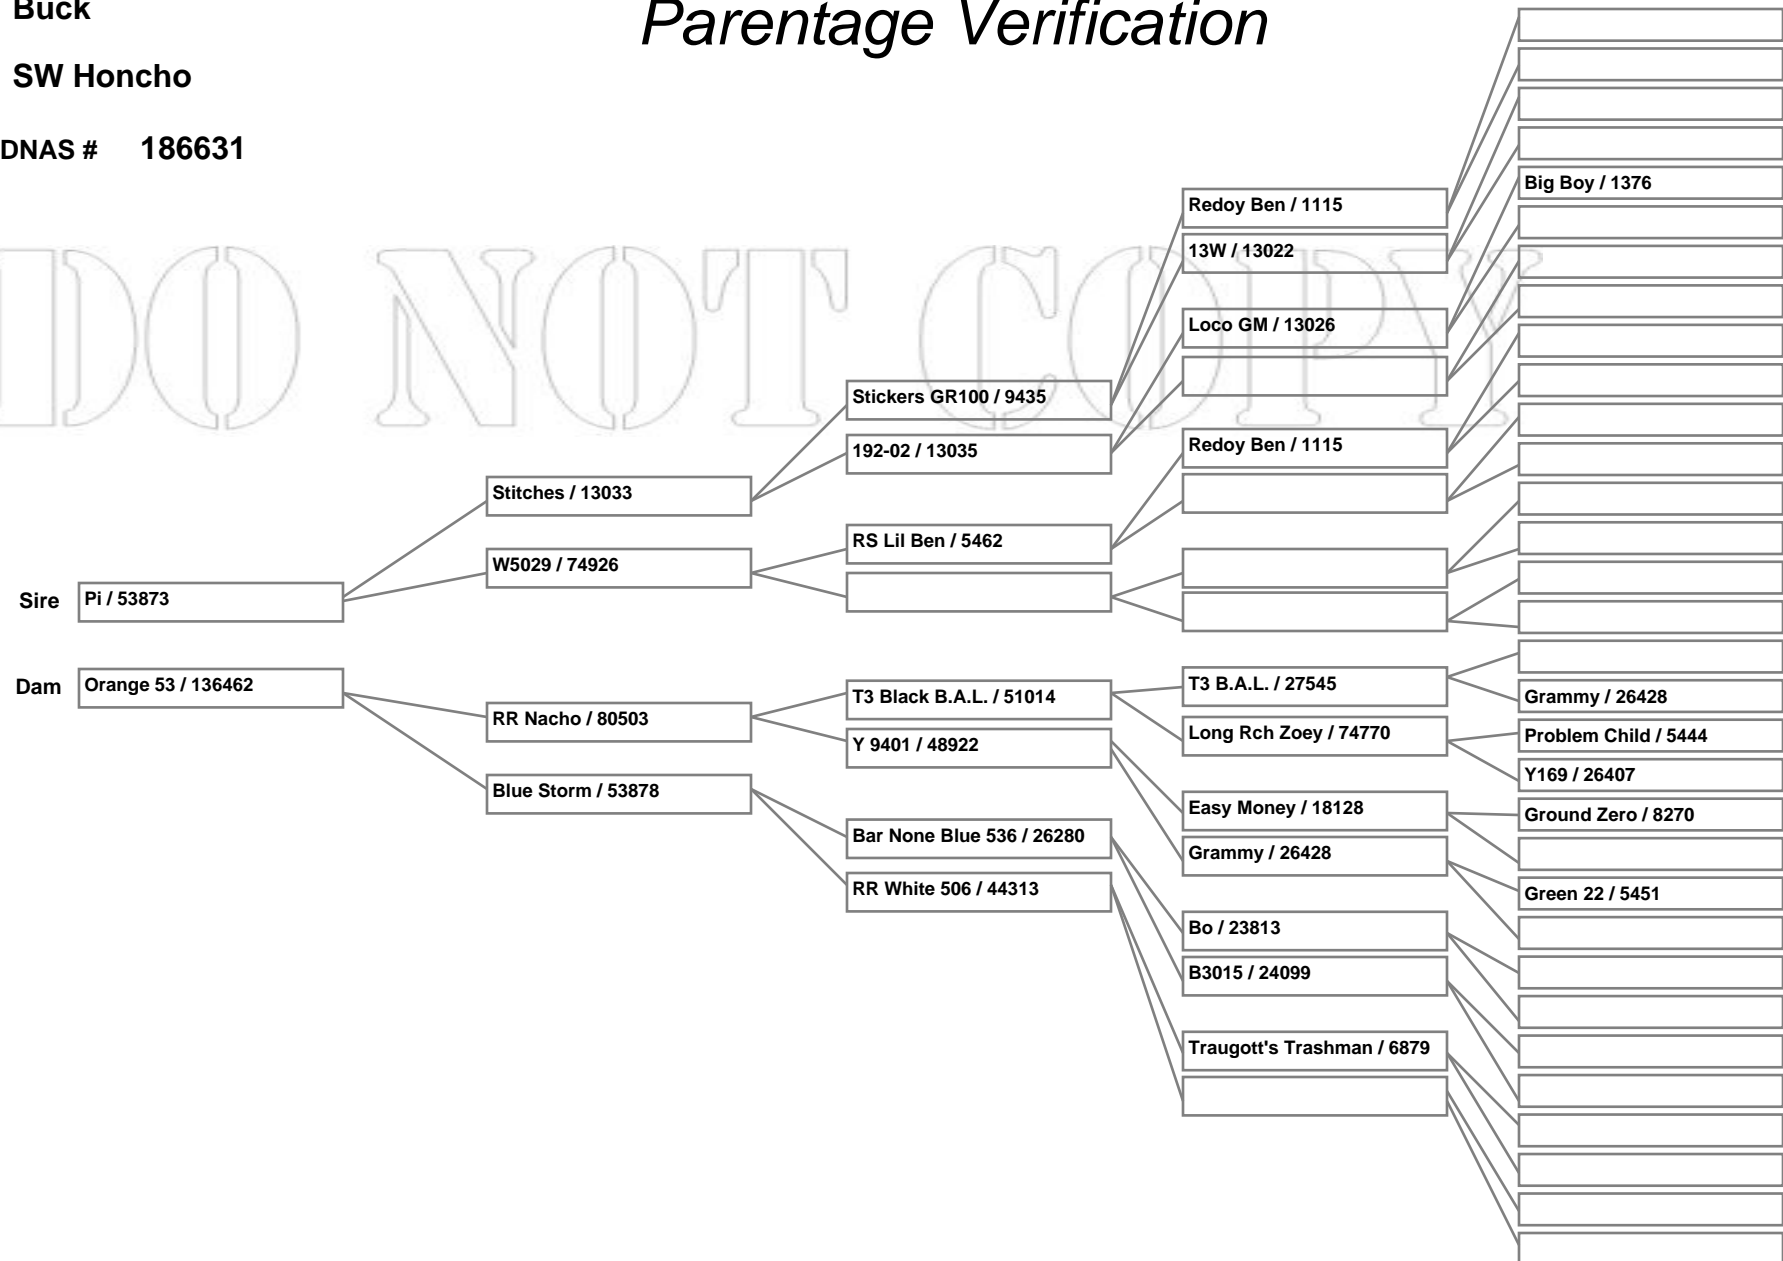 Buck
Parentage Verification
SW Honcho
DNAS # 186631
DO NOT COPY
Sire
Pi / 53873
Dam
Orange 53 / 136462
Stitches / 13033
W5029 / 74926
RR Nacho / 80503
Blue Storm / 53878
Stickers GR100 / 9435
192-02 / 13035
RS Lil Ben / 5462
T3 Black B.A.L. / 51014
Y 9401 / 48922
Bar None Blue 536 / 26280
RR White 506 / 44313
Redoy Ben / 1115
13W / 13022
Loco GM / 13026
Redoy Ben / 1115
T3 B.A.L. / 27545
Long Rch Zoey / 74770
Easy Money / 18128
Grammy / 26428
Bo / 23813
B3015 / 24099
Traugott's Trashman / 6879
Big Boy / 1376
Grammy / 26428
Problem Child / 5444
Y169 / 26407
Ground Zero / 8270
Green 22 / 5451